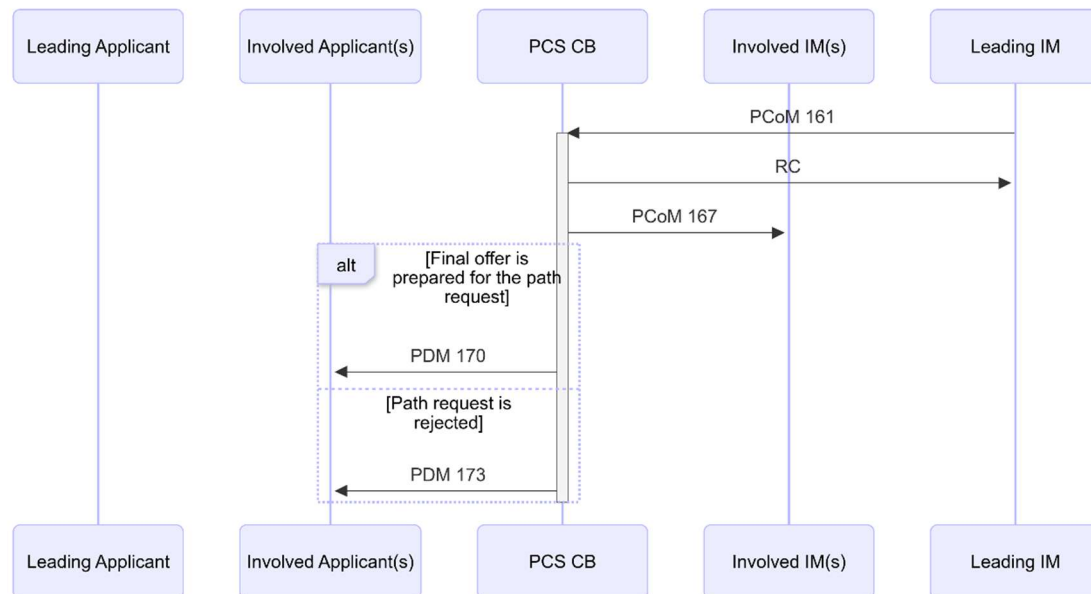 Leading Applicant
Involved Applicant(s)
PCS CB
Involved IM(s)
Leading IM
PCoM 161
RC
PCoM 167
alt
[Final offer is
prepared for the path
request]
PDM 170
[Path request is
rejected]
PDM 173
Leading Applicant
Involved Applicant(s)
PCS CB
Involved IM(s)
Leading IM